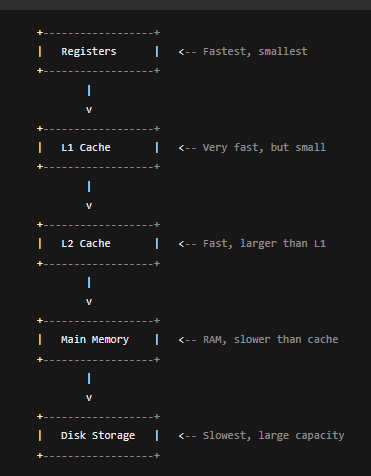 +------------------+
|   Registers      |   <-- Fastest, smallest
+------------------+
        |
        v
+------------------+
|   L1 Cache       |   <-- Very fast, but small
+------------------+
        |
        v
+------------------+
|   L2 Cache       |   <-- Fast, larger than L1
+------------------+
        |
        v
+------------------+
|   Main Memory    |   <-- RAM, slower than cache
+------------------+
        |
        v
+------------------+
|   Disk Storage   |   <-- Slowest, large capacity
+------------------+